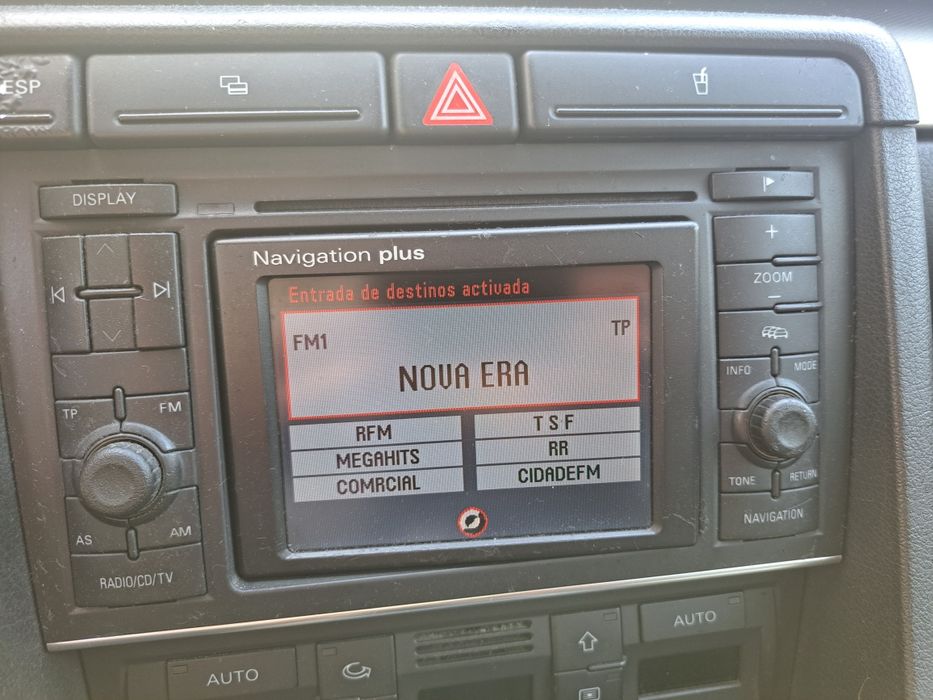 ESP
DISPLAY
Navigation plus
Entrada de destinos activada
FM1 TP
NOVA ERA
RFM T S F
MEGAHITS RR
COMRCIAL CIDADEFM
+
ZOOM
−
INFO MODE
TP FM
TONE RETURN
AS AM
NAVIGATION
RADIO/CD/TV
AUTO AUTO